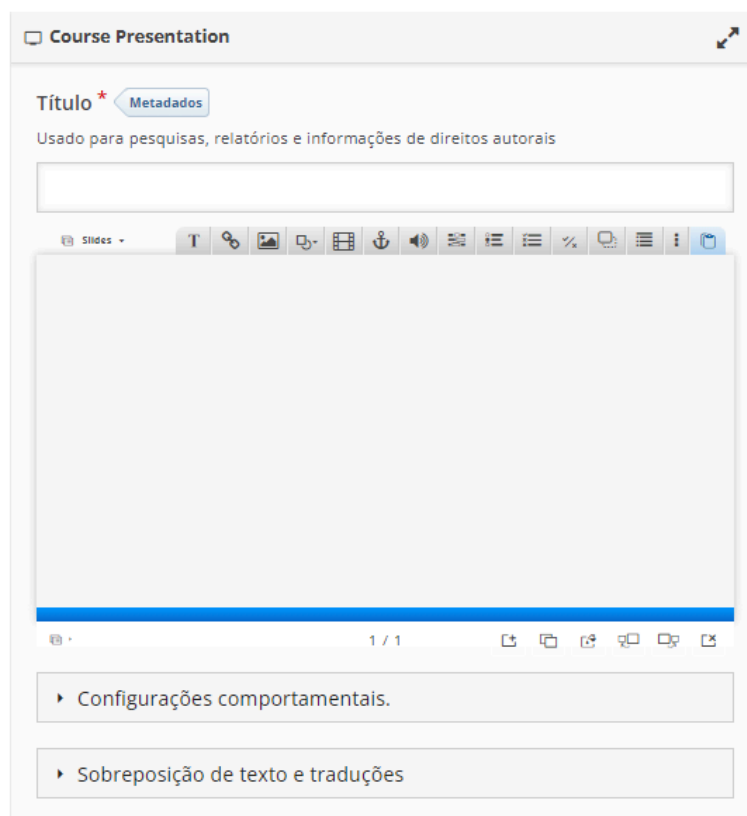 Course Presentation
Título * Metadados
Usado para pesquisas, relatórios e informações de direitos autorais
Slides
T
1 / 1
Configurações comportamentais.
Sobreposição de texto e traduções